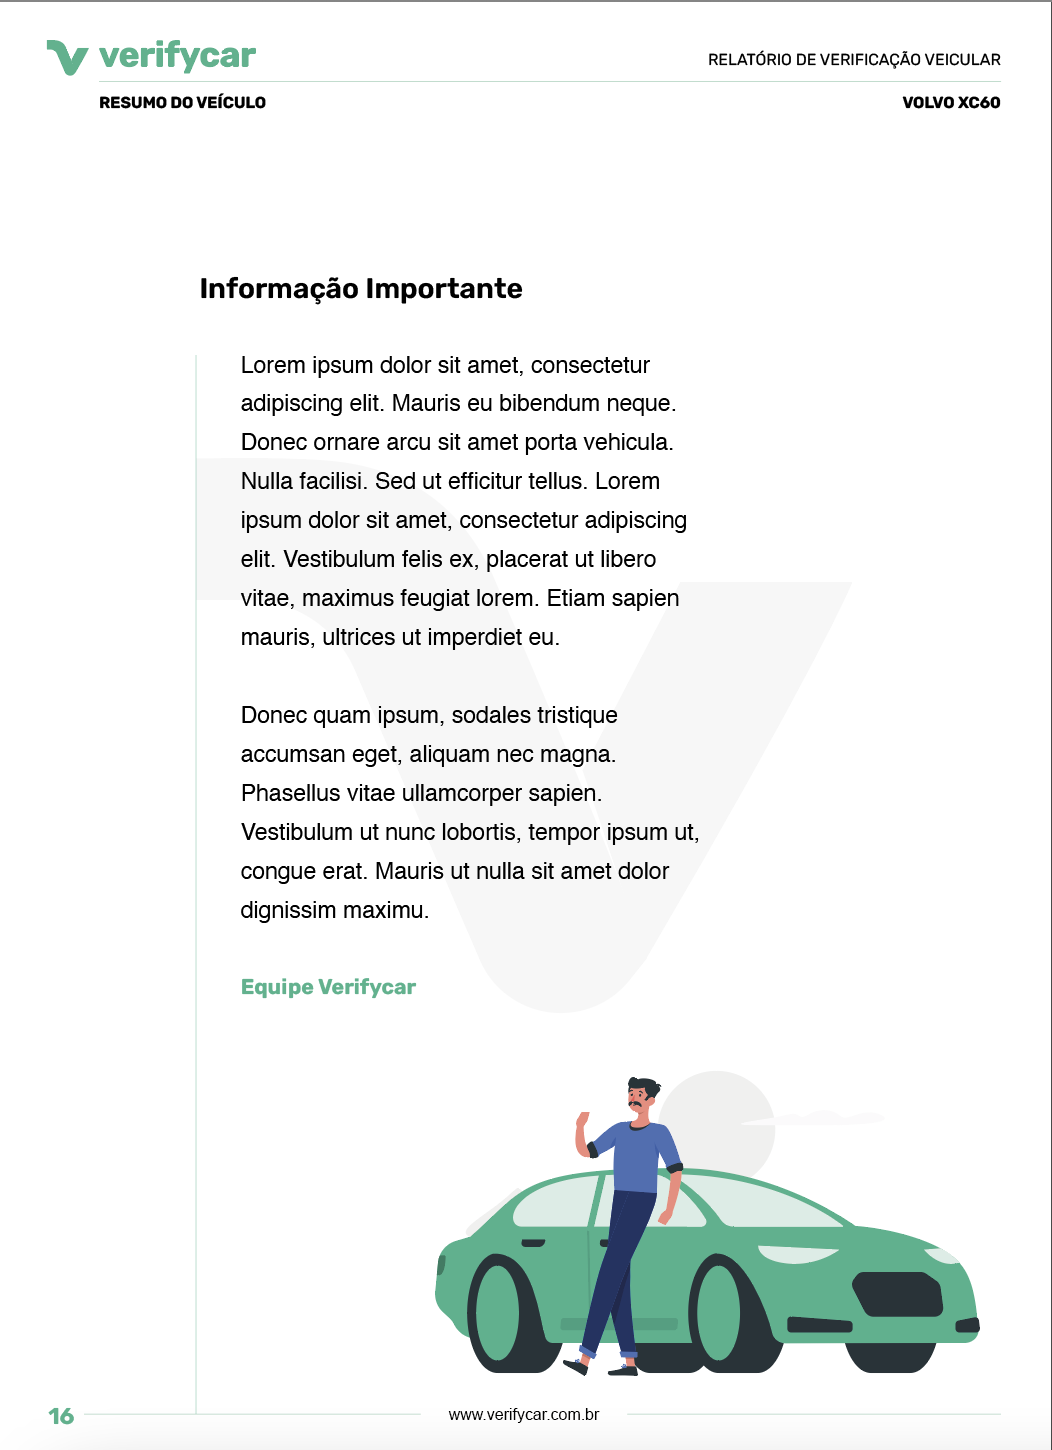 verifycar
RELATÓRIO DE VERIFICAÇÃO VEICULAR
RESUMO DO VEÍCULO
VOLVO XC60
Informação Importante
Lorem ipsum dolor sit amet, consectetur
adipiscing elit. Mauris eu bibendum neque.
Donec ornare arcu sit amet porta vehicula.
Nulla facilisi. Sed ut efficitur tellus. Lorem
ipsum dolor sit amet, consectetur adipiscing
elit. Vestibulum felis ex, placerat ut libero
vitae, maximus feugiat lorem. Etiam sapien
mauris, ultrices ut imperdiet eu.
Donec quam ipsum, sodales tristique
accumsan eget, aliquam nec magna.
Phasellus vitae ullamcorper sapien.
Vestibulum ut nunc lobortis, tempor ipsum ut,
congue erat. Mauris ut nulla sit amet dolor
dignissim maximu.
Equipe Verifycar
16
www.verifycar.com.br